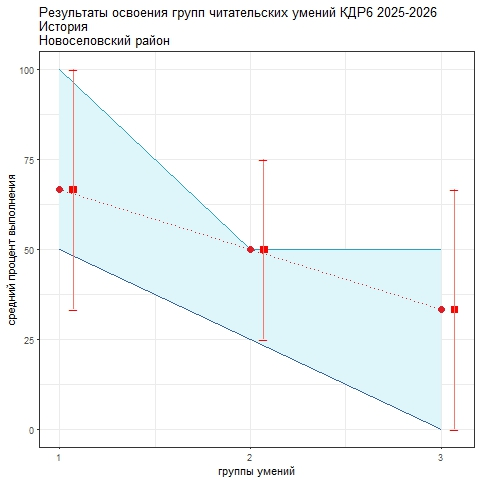 Результаты освоения групп читательских умений КДР6 2025-2026
История
Новоселовский район
средний процент выполнения
100
75
50
25
0
1
2
3
группы умений